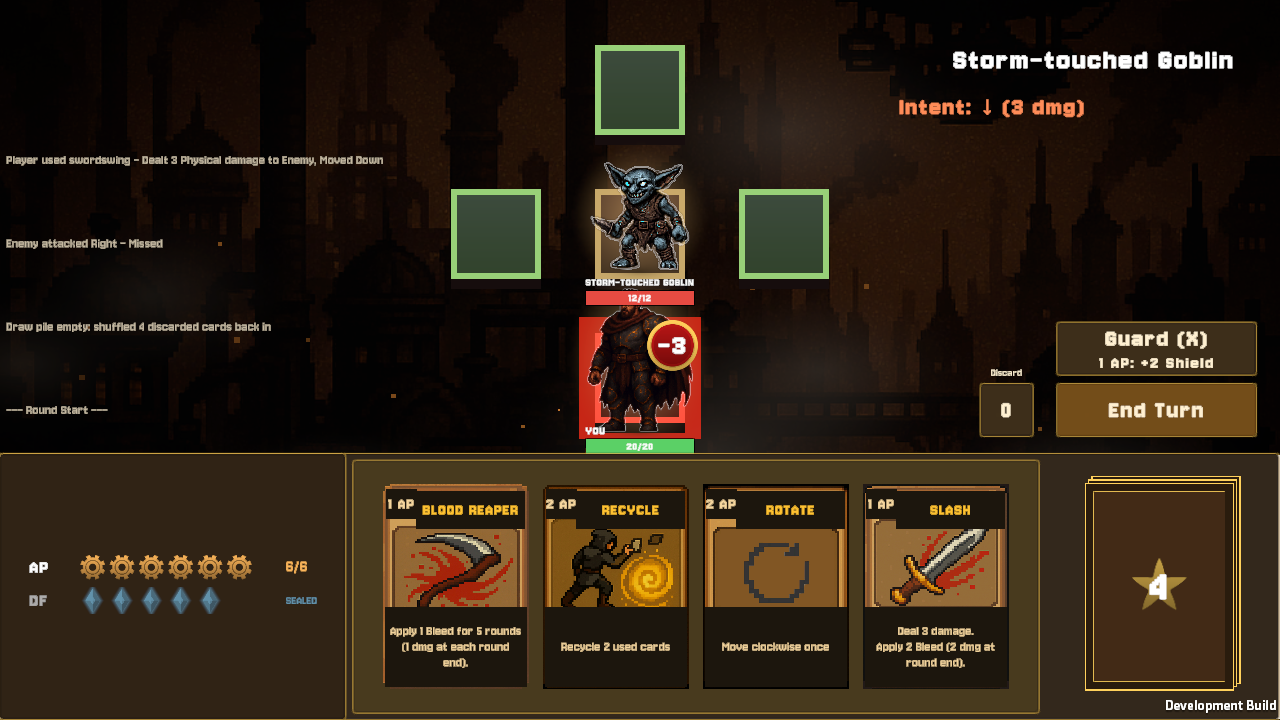 Storm-touched Goblin
Intent: ↓ (3 dmg)
Player used swordswing - Dealt 3 Physical damage to Enemy, Moved Down
Enemy attacked Right - Missed
Draw pile empty: shuffled 4 discarded cards back in
--- Round Start ---
STORM-TOUCHED GOBLIN
12/12
-3
YOU
20/20
Guard (X)
1 AP: +2 Shield
Discard
0
End Turn
AP
6/6
DF
SEALED
1 AP
BLOOD REAPER
Apply 1 Bleed for 5 rounds
(1 dmg at each round
end).
2 AP
RECYCLE
Recycle 2 used cards
2 AP
ROTATE
Move clockwise once
1 AP
SLASH
Deal 3 damage.
Apply 2 Bleed (2 dmg at
round end).
4
Development Build